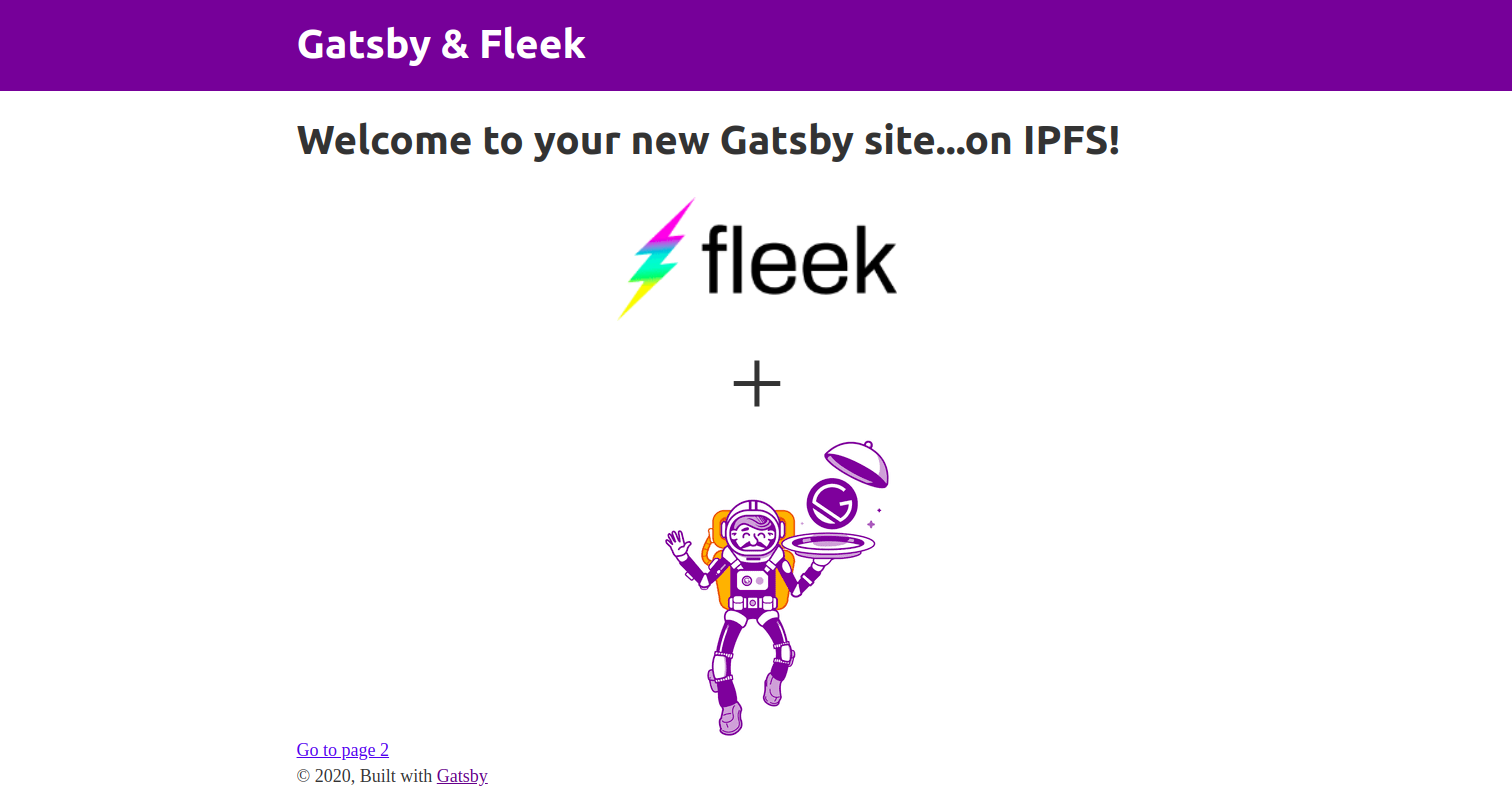 Gatsby & Fleek
Welcome to your new Gatsby site...on IPFS!
fleek
+
Go to page 2
© 2020, Built with Gatsby